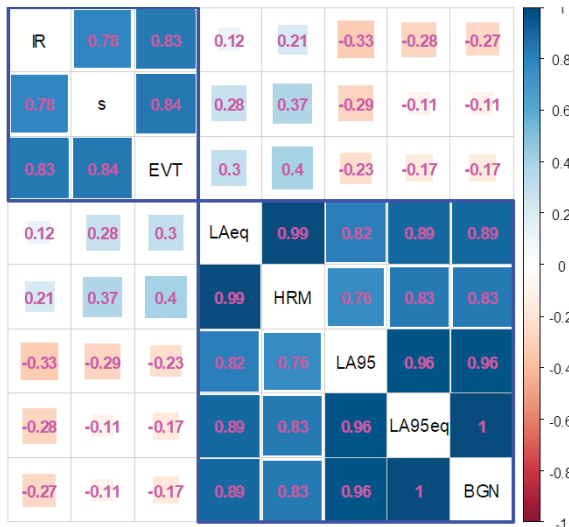 IR 0.78 0.83 0.12 0.21 -0.33 -0.28 -0.27
0.78 s 0.84 0.28 0.37 -0.29 -0.11 -0.11
0.83 0.84 EVT 0.3 0.4 -0.23 -0.17 -0.17
0.12 0.28 0.3 LAeq 0.99 0.82 0.89 0.89
0.21 0.37 0.4 0.99 HRM 0.76 0.83 0.83
-0.33 -0.29 -0.23 0.82 0.76 LA95 0.96 0.96
-0.28 -0.11 -0.17 0.89 0.83 0.96 LA95eq 1
-0.27 -0.11 -0.17 0.89 0.83 0.96 1 BGN
1
0.8
0.6
0.4
0.2
0
-0.2
-0.4
-0.6
-0.8
-1